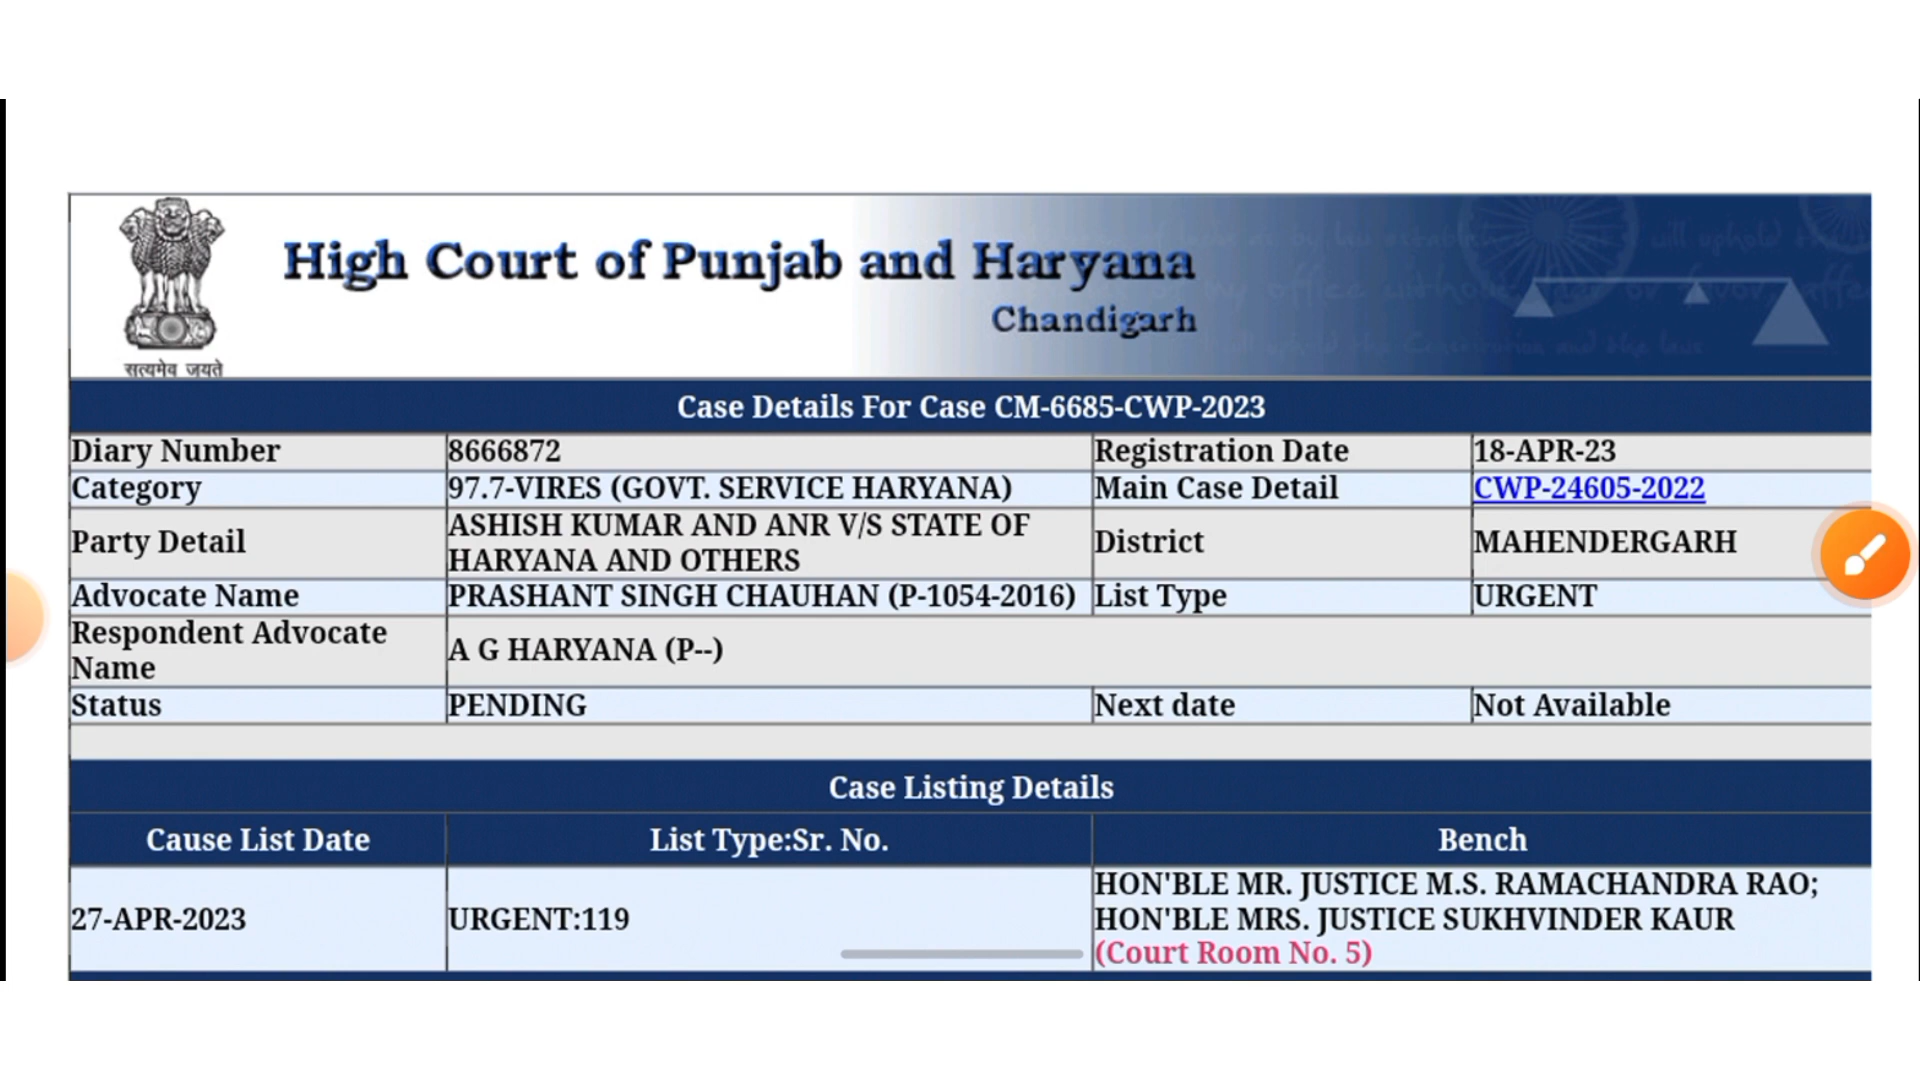 सत्यमेव जयते
High Court of Punjab and Haryana
Chandigarh
Case Details For Case CM-6685-CWP-2023
Diary Number 8666872 Registration Date 18-APR-23
Category 97.7-VIRES (GOVT. SERVICE HARYANA) Main Case Detail CWP-24605-2022
Party Detail ASHISH KUMAR AND ANR V/S STATE OF
HARYANA AND OTHERS District MAHENDERGARH
Advocate Name PRASHANT SINGH CHAUHAN (P-1054-2016) List Type URGENT
Respondent Advocate
Name A G HARYANA (P--)
Status PENDING Next date Not Available
Case Listing Details
Cause List Date List Type:Sr. No. Bench
27-APR-2023 URGENT:119 HON'BLE MR. JUSTICE M.S. RAMACHANDRA RAO;
HON'BLE MRS. JUSTICE SUKHVINDER KAUR
(Court Room No. 5)